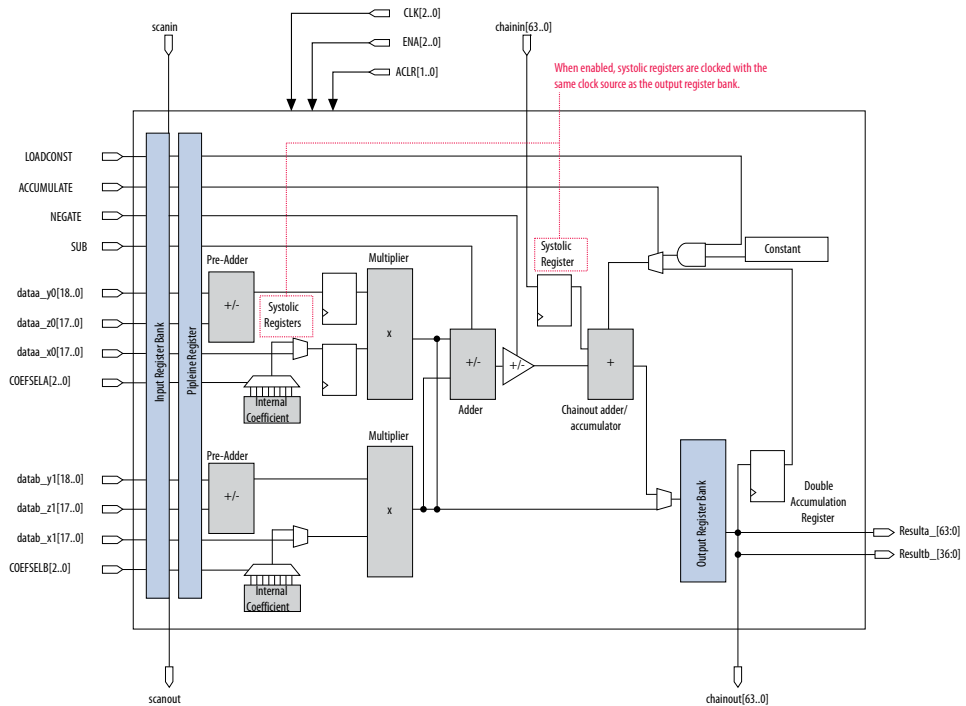 CLK[2..0]
scanin
chainin[63..0]
ENA[2..0]
ACLR[1..0]
When enabled, systolic registers are clocked with the
same clock source as the output register bank.
LOADCONST
ACCUMULATE
NEGATE
SUB
Systolic
Register
Constant
Pre-Adder
Multiplier
dataa_y0[18..0]
+/-
Systolic
Registers
dataa_z0[17..0]
x
dataa_x0[17..0]
+/-
+/-
+
COEFSELA[2..0]
Internal
Coefficient
Adder
Chainout adder/
accumulator
Input Register Bank
Pipleine Register
Multiplier
Pre-Adder
datab_y1[18..0]
+/-
datab_z1[17..0]
x
Double
Accumulation
Register
datab_x1[17..0]
Output Register Bank
Resulta_[63:0]
Resultb_[36:0]
COEFSELB[2..0]
Internal
Coefficient
scanout
chainout[63..0]